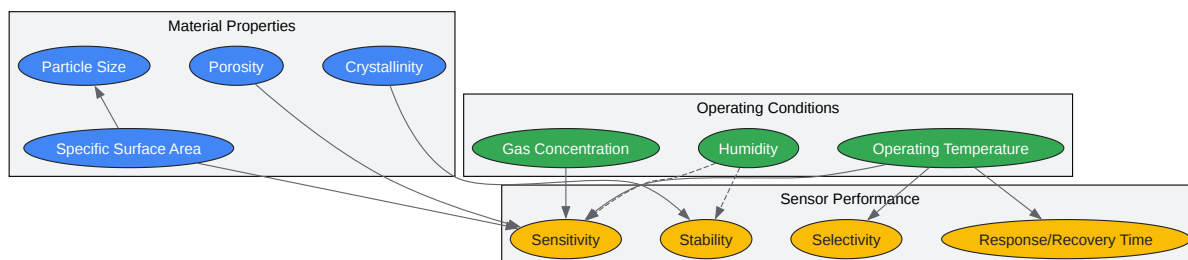 Material Properties
Particle Size
Porosity
Crystallinity
Specific Surface Area
Operating Conditions
Gas Concentration
Humidity
Operating Temperature
Sensor Performance
Sensitivity
Stability
Selectivity
Response/Recovery Time